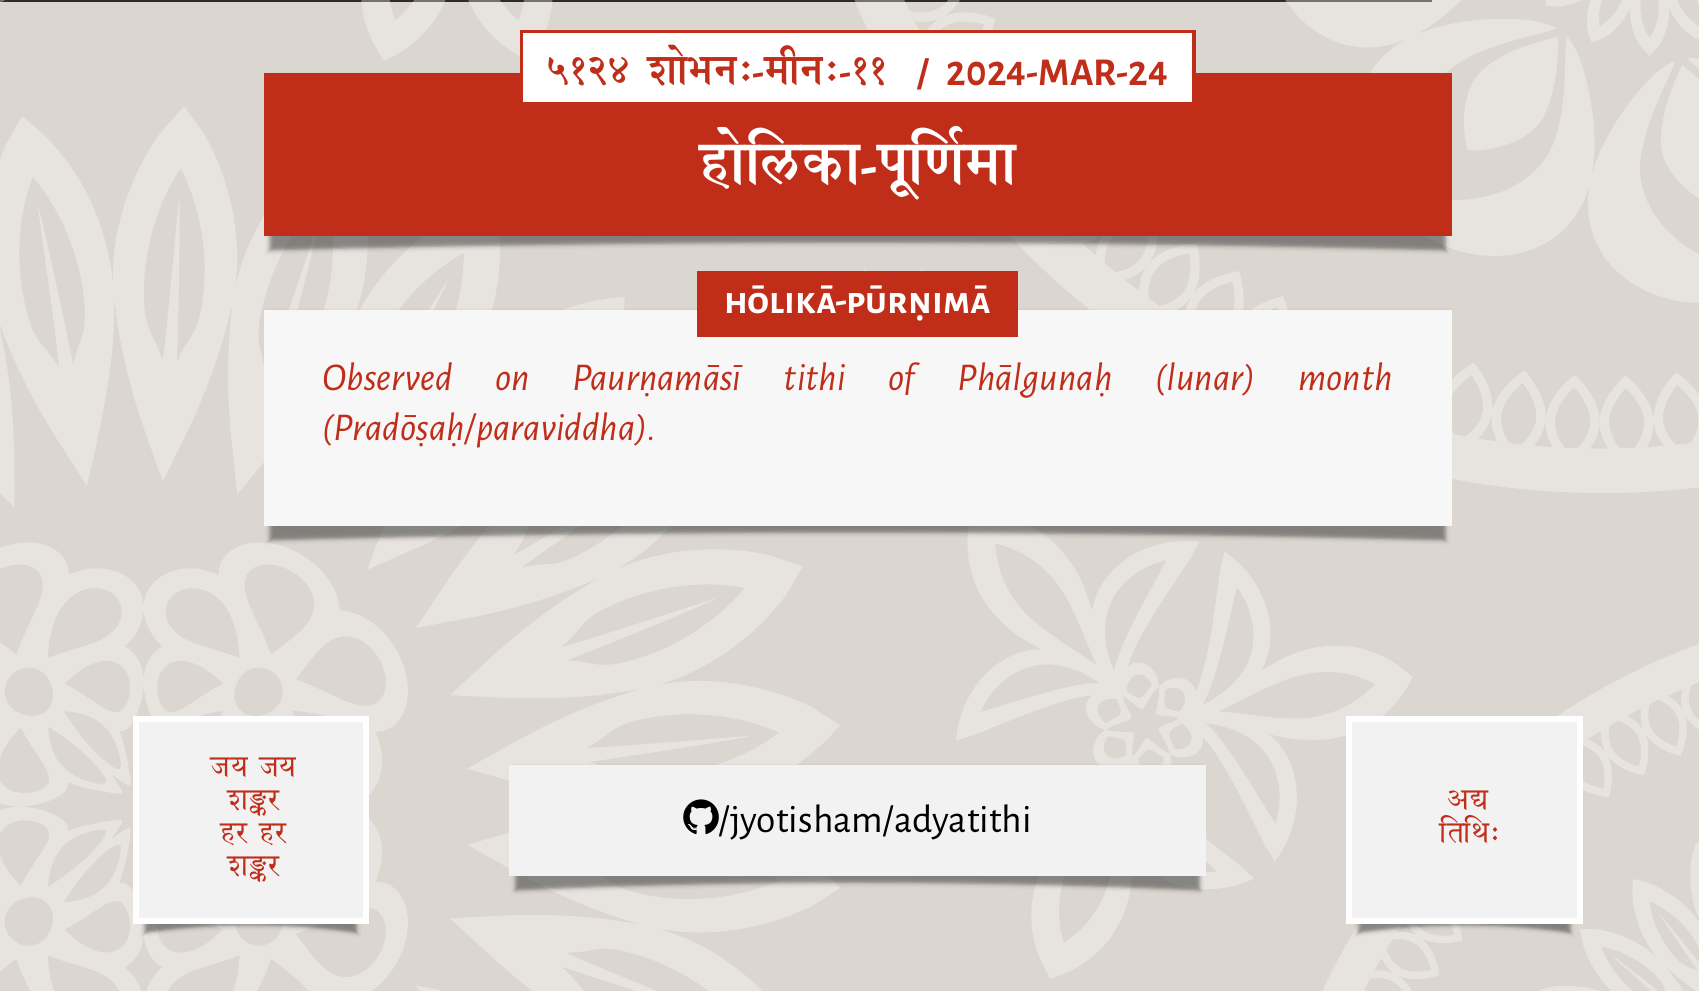 ५१२४ शोभनः-मीनः-११ / 2024-MAR-24
होलिका-पूर्णिमा
HŌLIKĀ-PŪRṆIMĀ
Observed on Paurṇamāsī tithi of Phālgunaḥ (lunar) month
(Pradōṣaḥ/paraviddha).
जय जय
शङ्कर
हर हर
शङ्कर
/jyotisham/adyatithi
अद्य
तिथिः